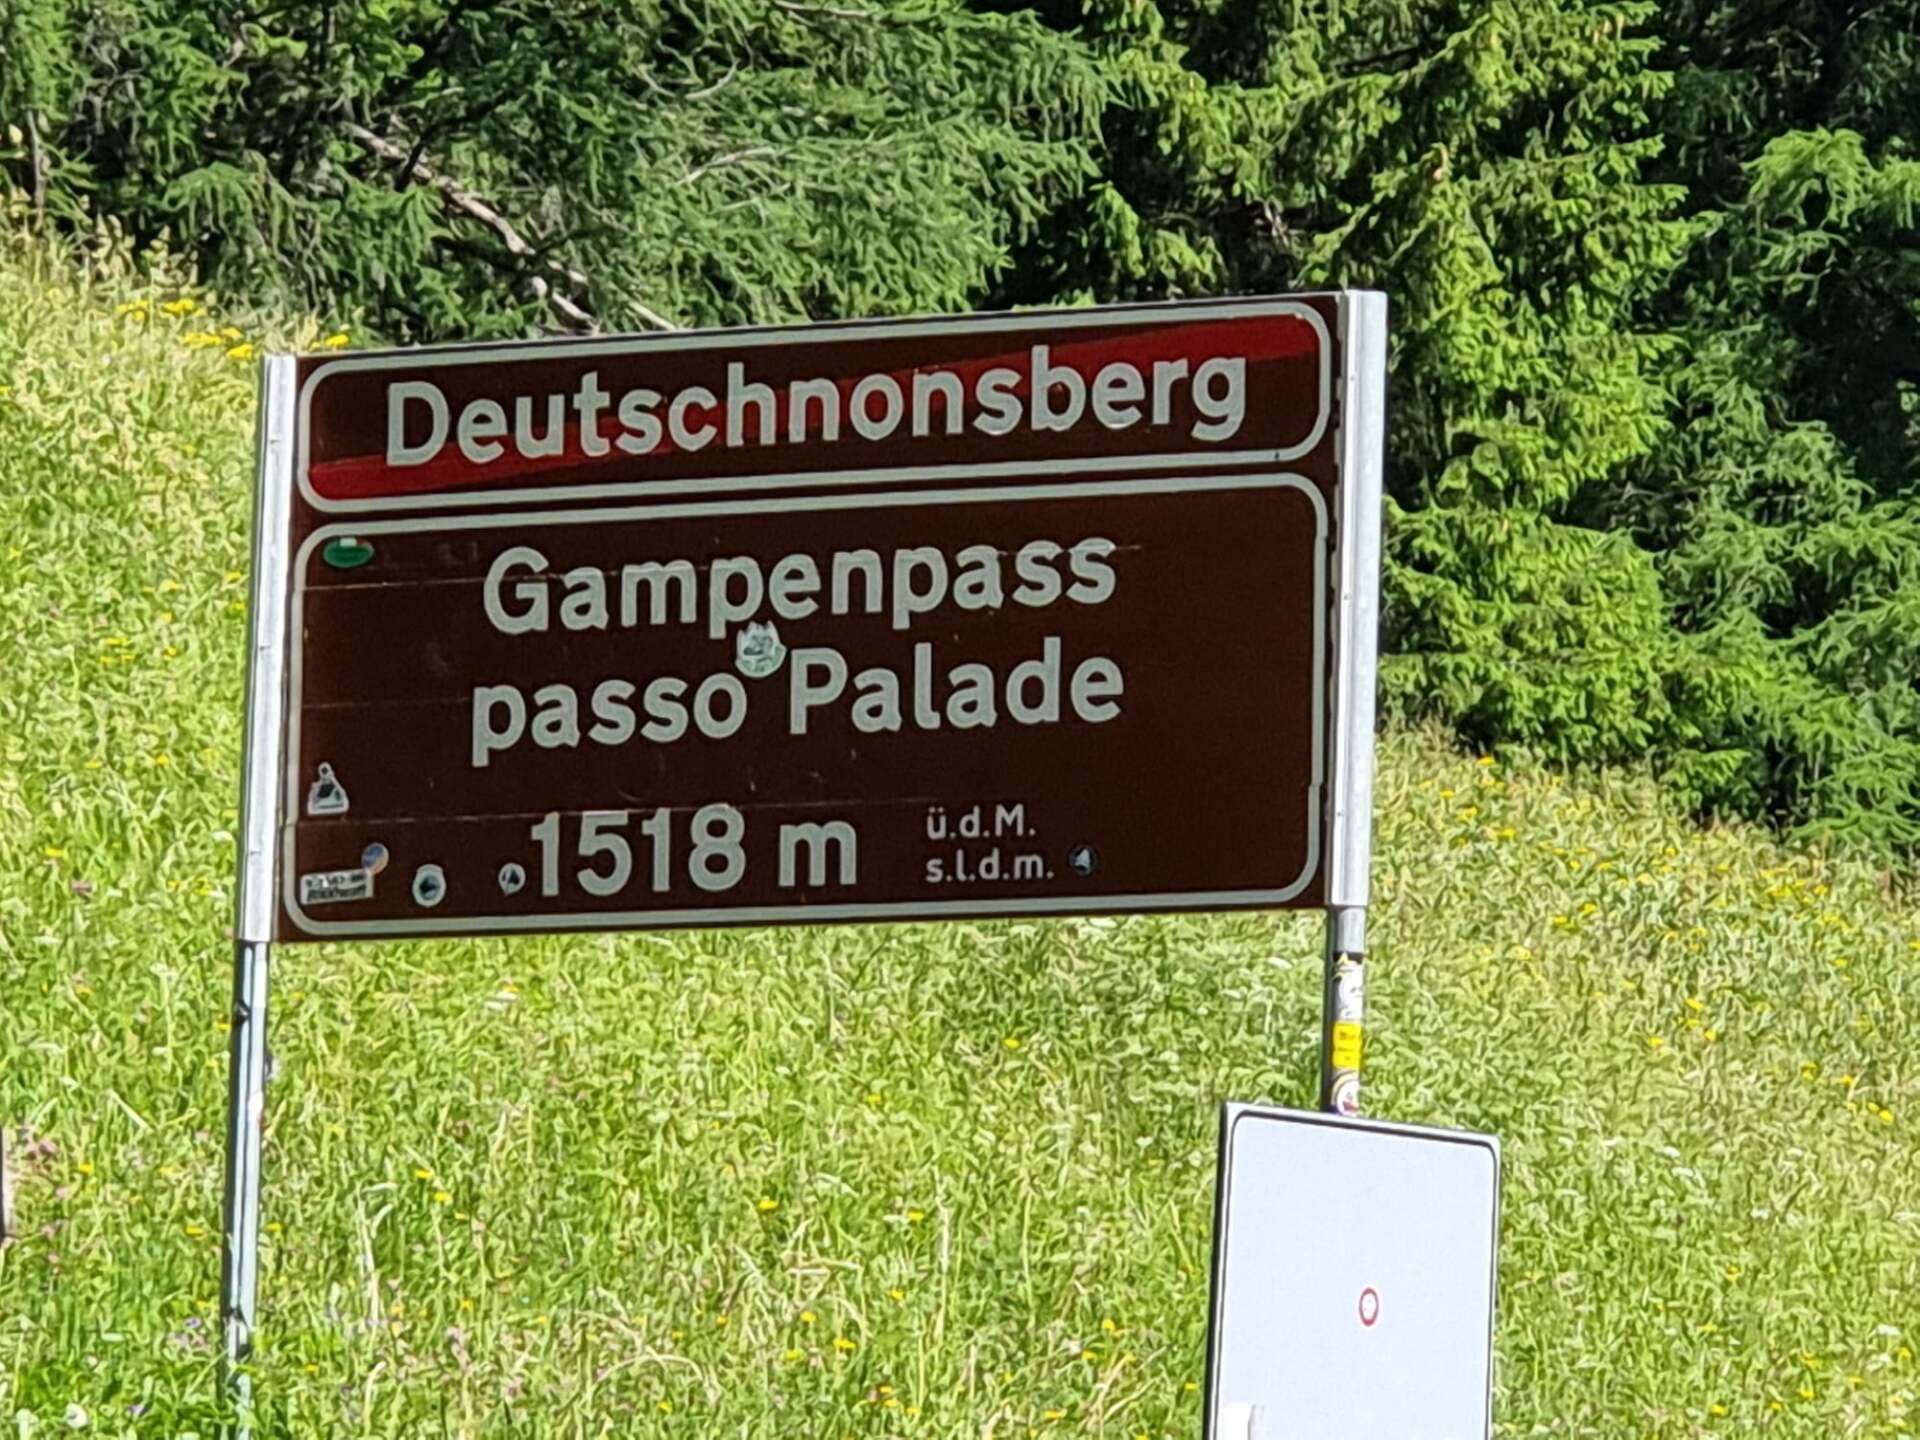 Deutschnonsberg
Gampenpass
passo Palade
1518 m
ü.d.M.
s.l.d.m.